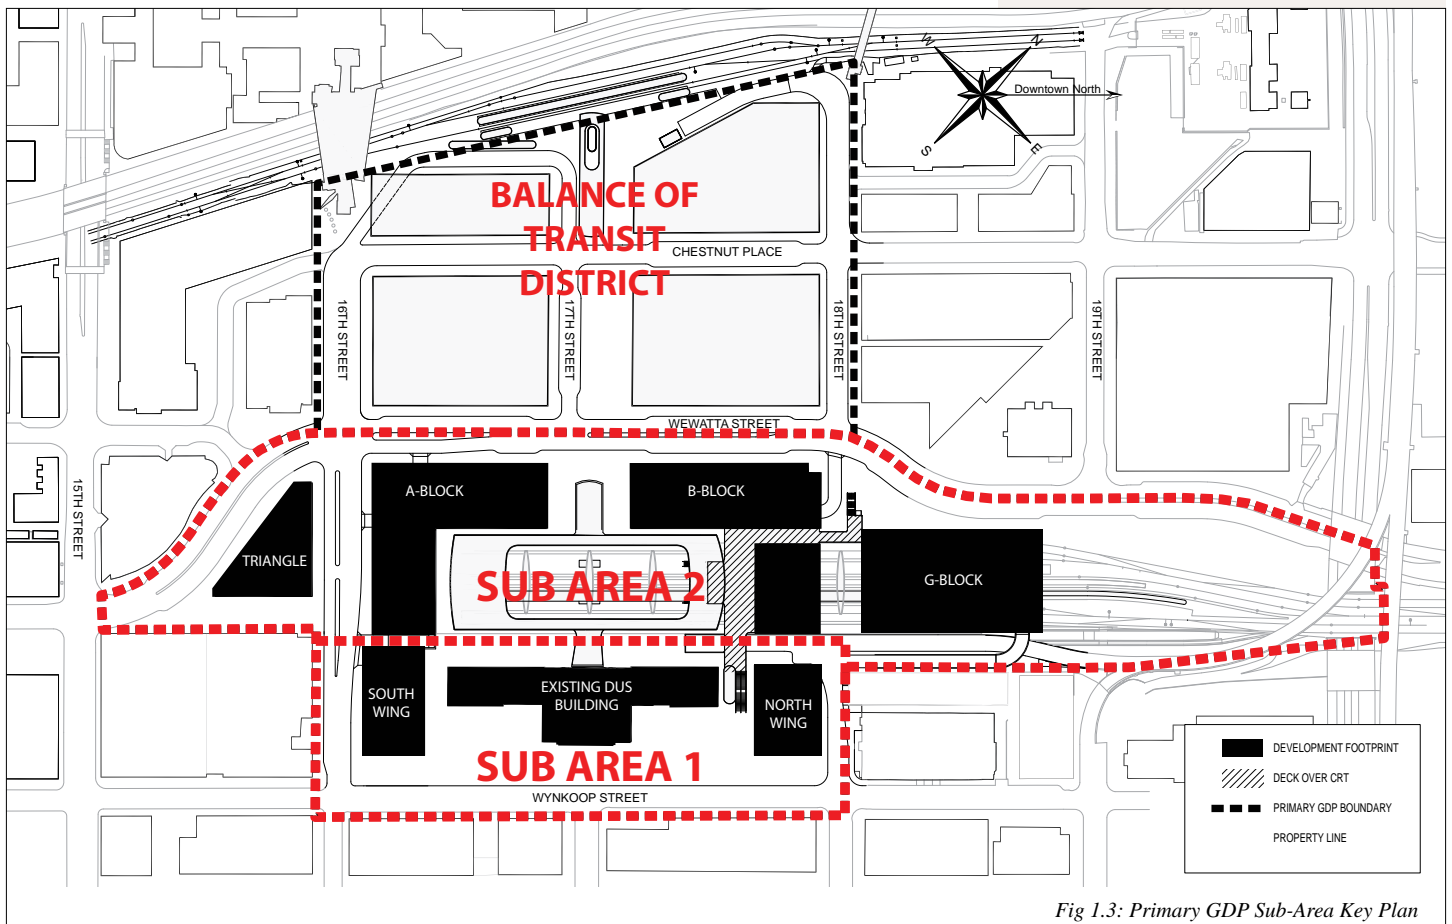 W
N
Downtown North
S
E
BALANCE OF
TRANSIT
DISTRICT
CHESTNUT PLACE
16TH STREET
17TH STREET
18TH STREET
19TH STREET
WEWATTA STREET
15TH STREET
A-BLOCK
B-BLOCK
TRIANGLE
SUB AREA 2
G-BLOCK
SOUTH
WING
EXISTING DUS
BUILDING
NORTH
WING
SUB AREA 1
WYNKOOP STREET
DEVELOPMENT FOOTPRINT
DECK OVER CRT
PRIMARY GDP BOUNDARY
PROPERTY LINE
Fig 1.3: Primary GDP Sub-Area Key Plan